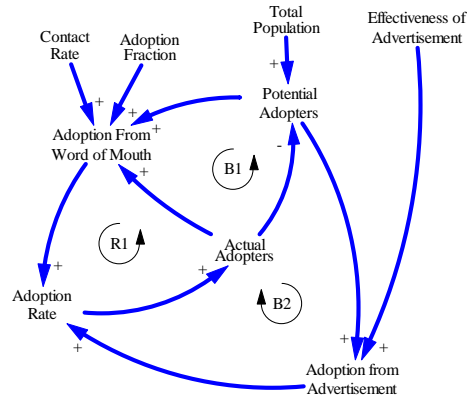 Total
Population
Effectiveness of
Advertisement
Contact
Rate
Adoption
Fraction
+
Potential
Adopters
+
+
+
Adoption From
Word of Mouth
-
+
B1
R1
Actual
Adopters
+
+
Adoption
Rate
B2
+
+
+
Adoption from
Advertisement